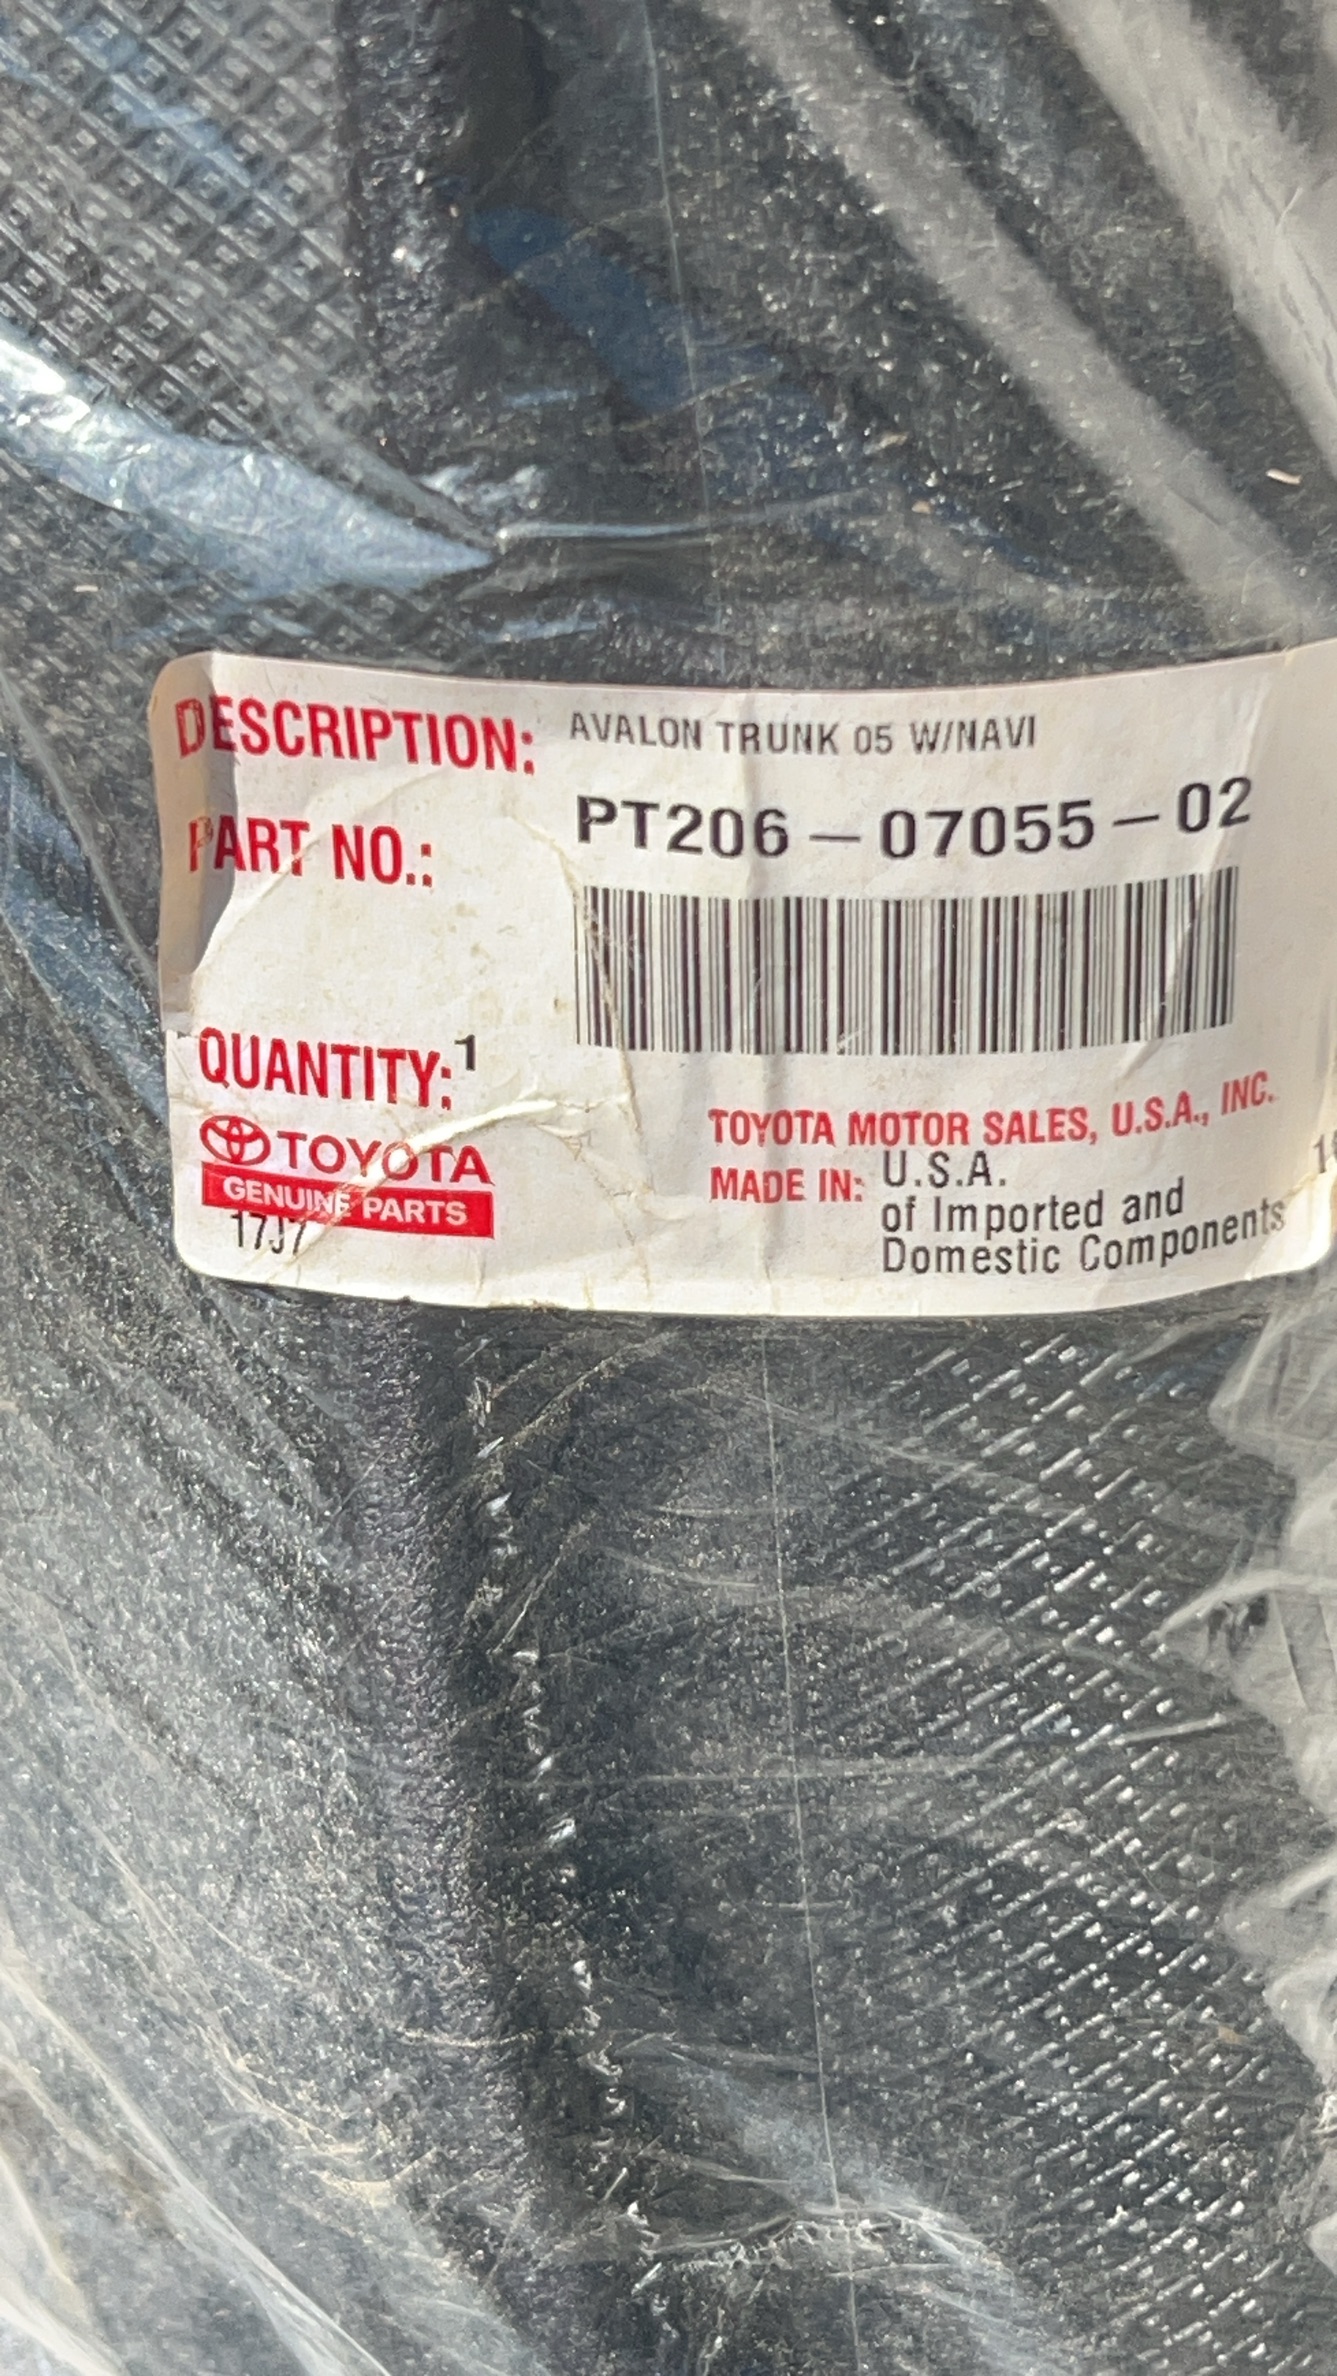 DESCRIPTION: AVALON TRUNK 05 W/NAVI
PART NO.: PT206-07055-02
QUANTITY: 1
TOYOTA
GENUINE PARTS
17J7
TOYOTA MOTOR SALES, U.S.A., INC.
MADE IN: U.S.A.
of Imported and
Domestic Components